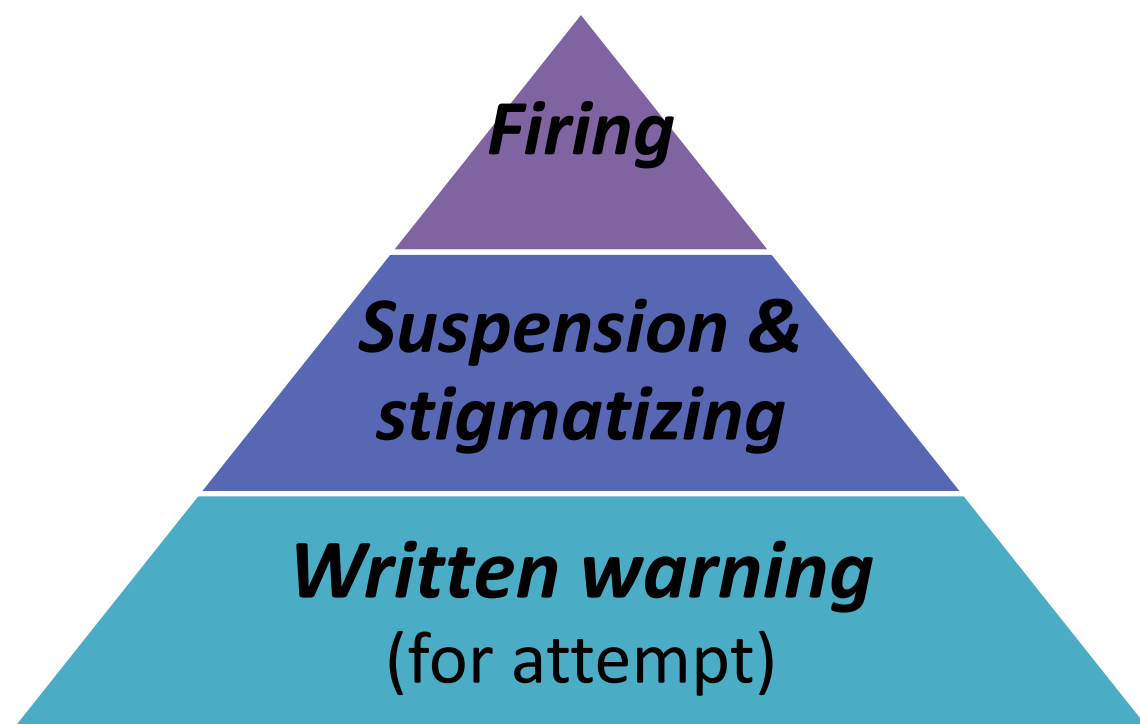 Firing
Suspension &
stigmatizing
Written warning
(for attempt)